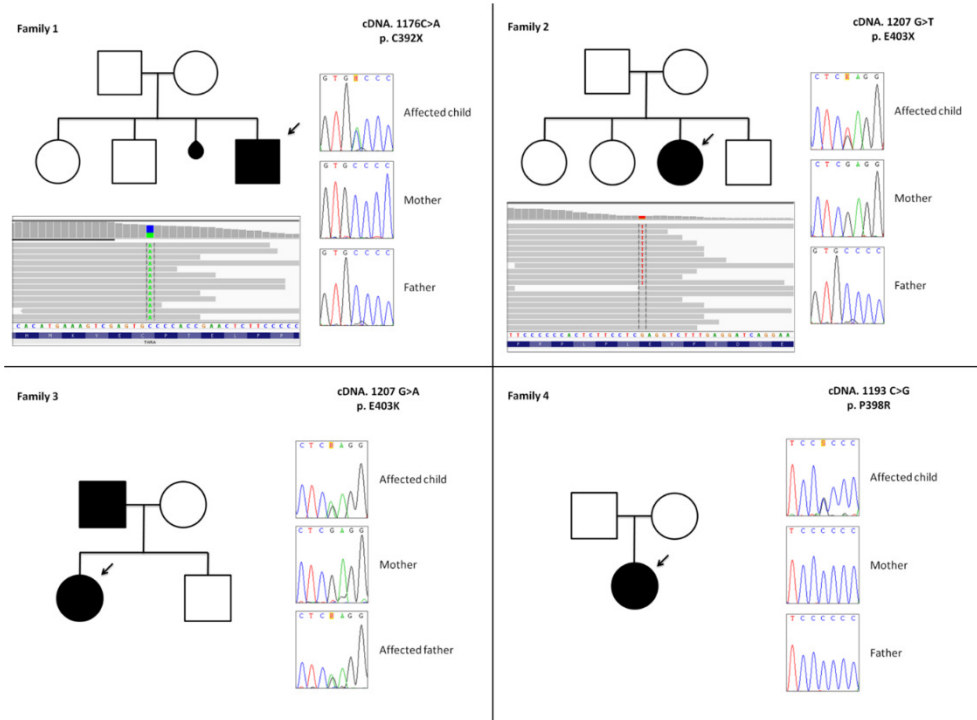 Family 1
cDNA. 1176C>A
p. C392X
G T G C C C
Affected child
G T G C C C C
Mother
G T G C C C C
Father
C A C A T G A A A G T C G A G T G C C C C A C C G A A C T C T T C C C C C
THRA
Family 2
cDNA. 1207 G>T
p. E403X
C T C A G G
Affected child
C T C G A G G
Mother
G T G C C C C
Father
T T C C C C C C A C T C T T C C T C G A G G T C T T T G A G G A T C A G G A A
Family 3
cDNA. 1207 G>A
p. E403K
C T C A G G
Affected child
C T C G A G G
Mother
C T C A G G
Affected father
Family 4
cDNA. 1193 C>G
p. P398R
T C C C C C
Affected child
T C C C C C C
Mother
T C C C C C C
Father